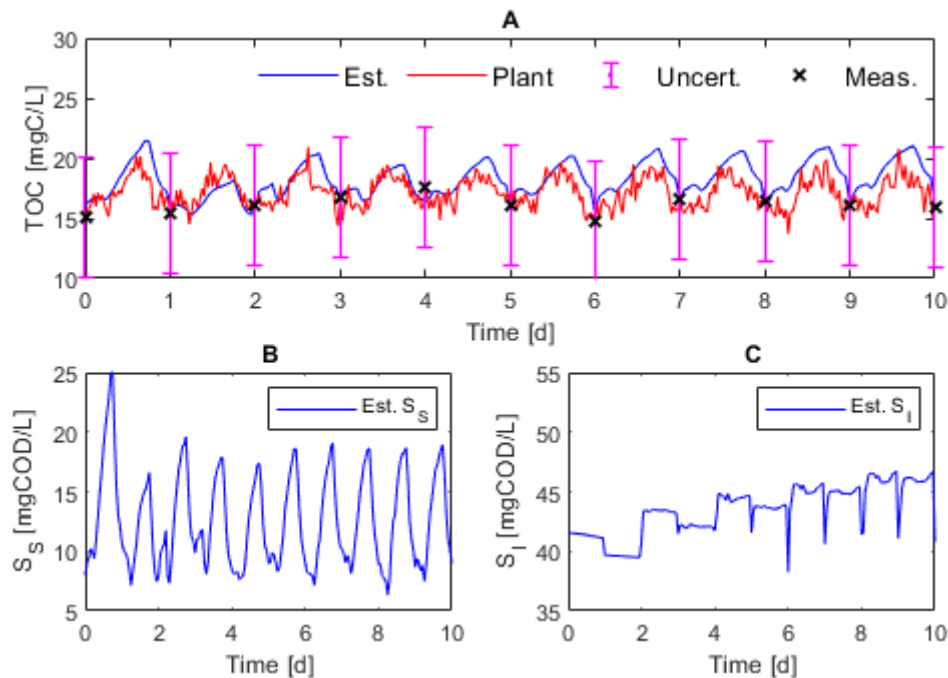 A
30
25
20
15
10
TOC [mgC/L]
Est. Plant Uncert. Meas.
0 1 2 3 4 5 6 7 8 9 10
Time [d]
B
25
20
15
10
5
S_S [mgCOD/L]
Est. S_S
0 2 4 6 8 10
Time [d]
C
55
50
45
40
35
S_I [mgCOD/L]
Est. S_I
0 2 4 6 8 10
Time [d]